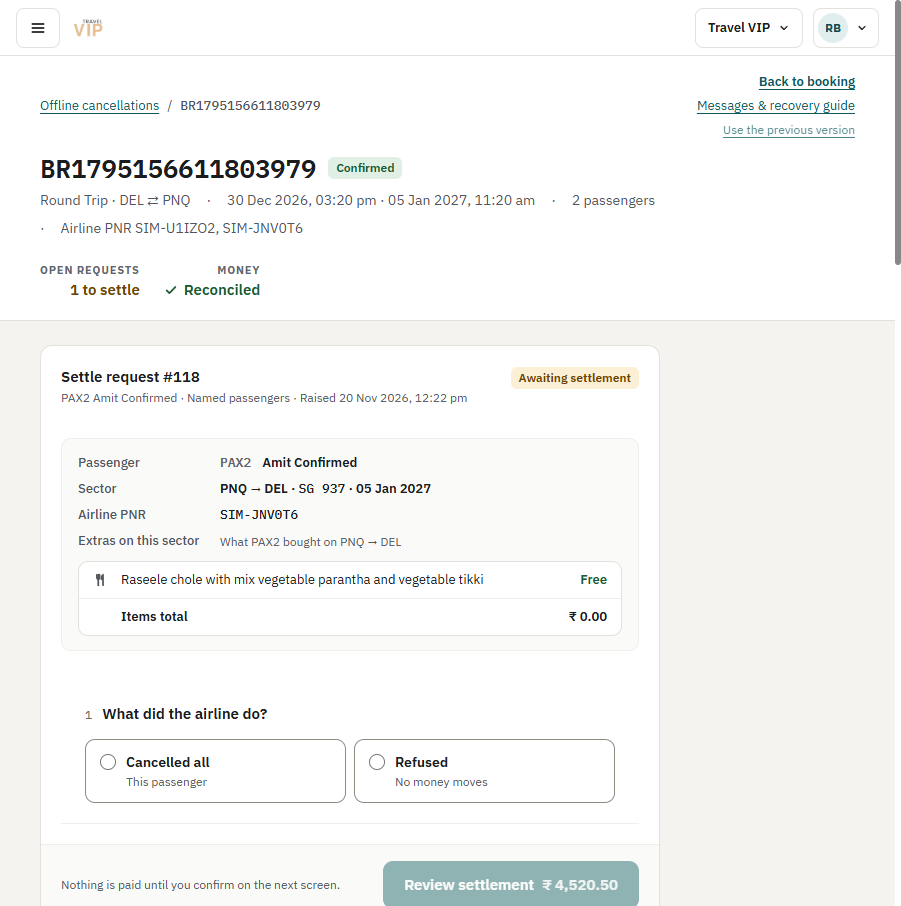 TRAVEL
VIP
Travel VIP
RB
Back to booking
Offline cancellations / BR1795156611803979
Messages & recovery guide
Use the previous version
BR1795156611803979 Confirmed
Round Trip · DEL ⇄ PNQ · 30 Dec 2026, 03:20 pm · 05 Jan 2027, 11:20 am · 2 passengers
· Airline PNR SIM-U1IZO2, SIM-JNV0T6
OPEN REQUESTS MONEY
1 to settle ✓ Reconciled
Settle request #118 Awaiting settlement
PAX2 Amit Confirmed · Named passengers · Raised 20 Nov 2026, 12:22 pm
Passenger PAX2 Amit Confirmed
Sector PNQ → DEL · SG 937 · 05 Jan 2027
Airline PNR SIM-JNV0T6
Extras on this sector What PAX2 bought on PNQ → DEL
Raseele chole with mix vegetable parantha and vegetable tikki Free
Items total ₹ 0.00
1 What did the airline do?
Cancelled all Refused
This passenger No money moves
Nothing is paid until you confirm on the next screen. Review settlement ₹ 4,520.50